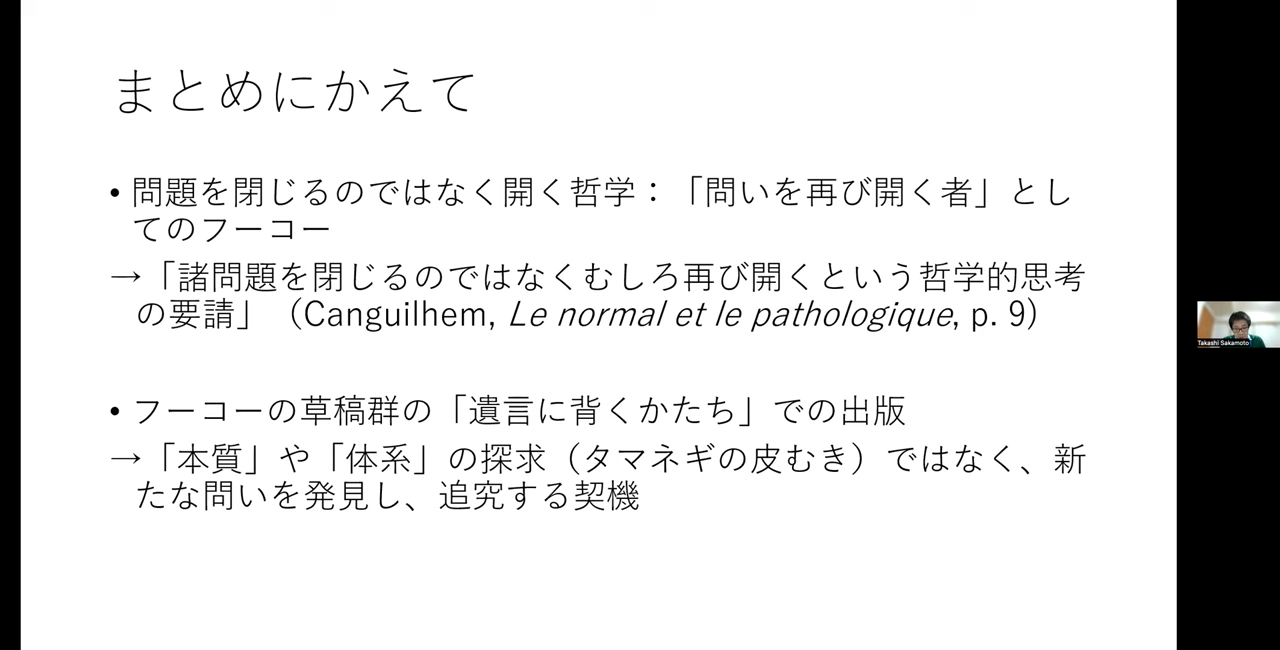 まとめにかえて
• 問題を閉じるのではなく開く哲学：「問いを再び開く者」とし
てのフーコー
→「諸問題を閉じるのではなくむしろ再び開くという哲学的思考
の要請」（Canguilhem, Le normal et le pathologique, p. 9）
• フーコーの草稿群の「遺言に背くかたち」での出版
→「本質」や「体系」の探求（タマネギの皮むき）ではなく、新
たな問いを発見し、追究する契機
Takashi Sakamoto